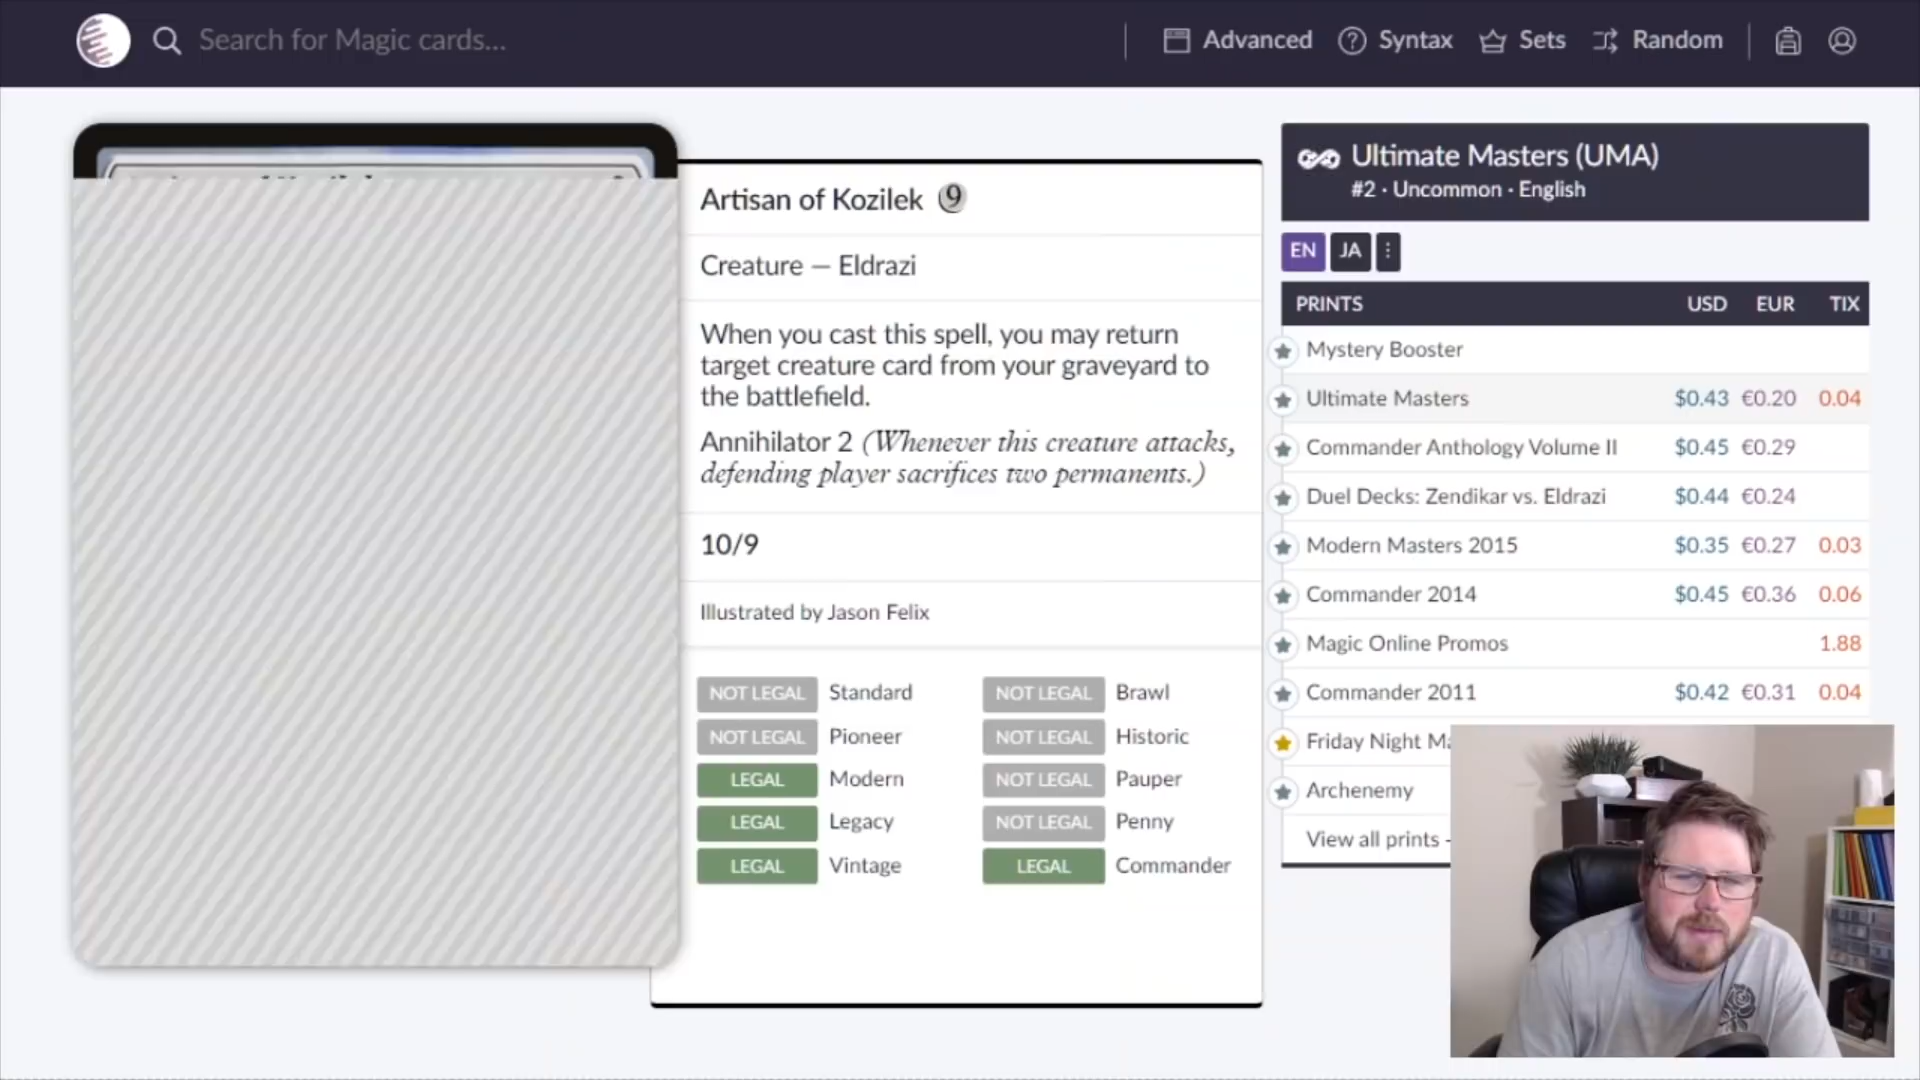 Search for Magic cards...
Advanced
Syntax
Sets
Random
Artisan of Kozilek 9
Creature — Eldrazi
When you cast this spell, you may return
target creature card from your graveyard to
the battlefield.
Annihilator 2 (Whenever this creature attacks,
defending player sacrifices two permanents.)
10/9
Illustrated by Jason Felix
NOT LEGAL Standard NOT LEGAL Brawl
NOT LEGAL Pioneer NOT LEGAL Historic
LEGAL Modern NOT LEGAL Pauper
LEGAL Legacy NOT LEGAL Penny
LEGAL Vintage LEGAL Commander
Ultimate Masters (UMA)
#2 · Uncommon · English
EN JA
PRINTS USD EUR TIX
Mystery Booster
Ultimate Masters $0.43 €0.20 0.04
Commander Anthology Volume II $0.45 €0.29
Duel Decks: Zendikar vs. Eldrazi $0.44 €0.24
Modern Masters 2015 $0.35 €0.27 0.03
Commander 2014 $0.45 €0.36 0.06
Magic Online Promos 1.88
Commander 2011 $0.42 €0.31 0.04
Friday Night
Archenemy
View all prints